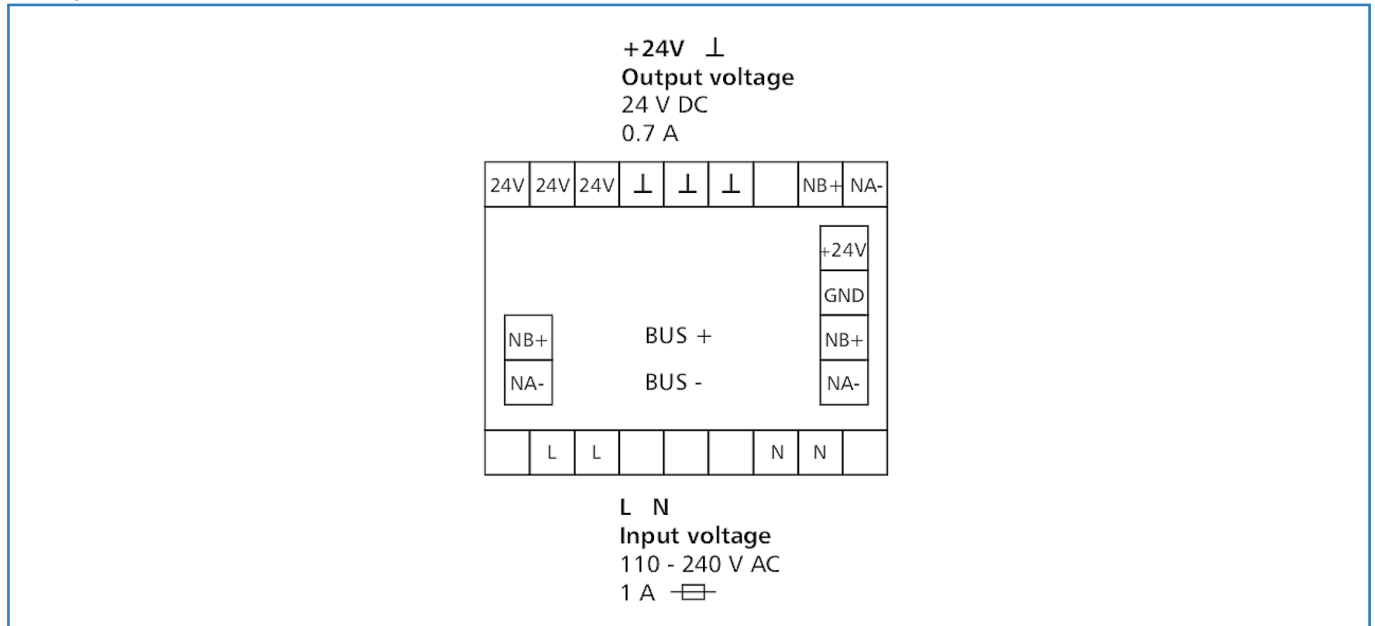 +24V ⊥
Output voltage
24 V DC
0.7 A
24V 24V 24V ⊥ ⊥ ⊥ NB+ NA-
+24V
GND
NB+ BUS + NB+
NA- BUS - NA-
L L N N
L N
Input voltage
110 - 240 V AC
1 A